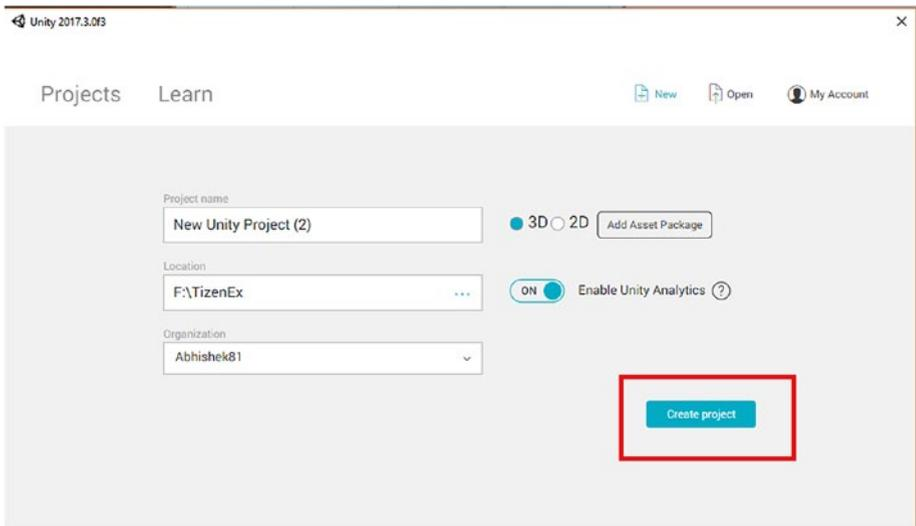 Unity 2017.3.0f3
Projects Learn New Open My Account
Project name
New Unity Project (2)
3D 2D Add Asset Package
Location
F:\TizenEx ...
ON Enable Unity Analytics ?
Organization
Abhishek81
Create project